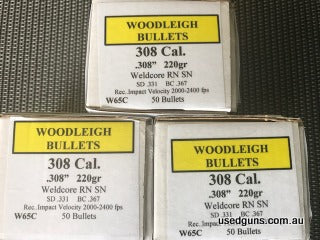 WOODLEIGH
BULLETS
308 Cal.
.308" 220gr
Weldcore RN SN
SD .331 BC .367
Rec. Impact Velocity 2000-2400 fps
W65C 50 Bullets
WOODLEIGH
BULLETS
308 Cal.
.308" 220gr
Weldcore RN SN
SD .331 BC .367
Rec. Impact Velocity 2000-2400 fps
W65C 50 Bullets
WOODLEIGH
BULLETS
308 Cal.
.308" 220gr
Weldcore RN SN
SD .331 BC .367
Rec. Impact Velocity 2000-2400 fps
W65C 50 Bullets
usedguns.com.au